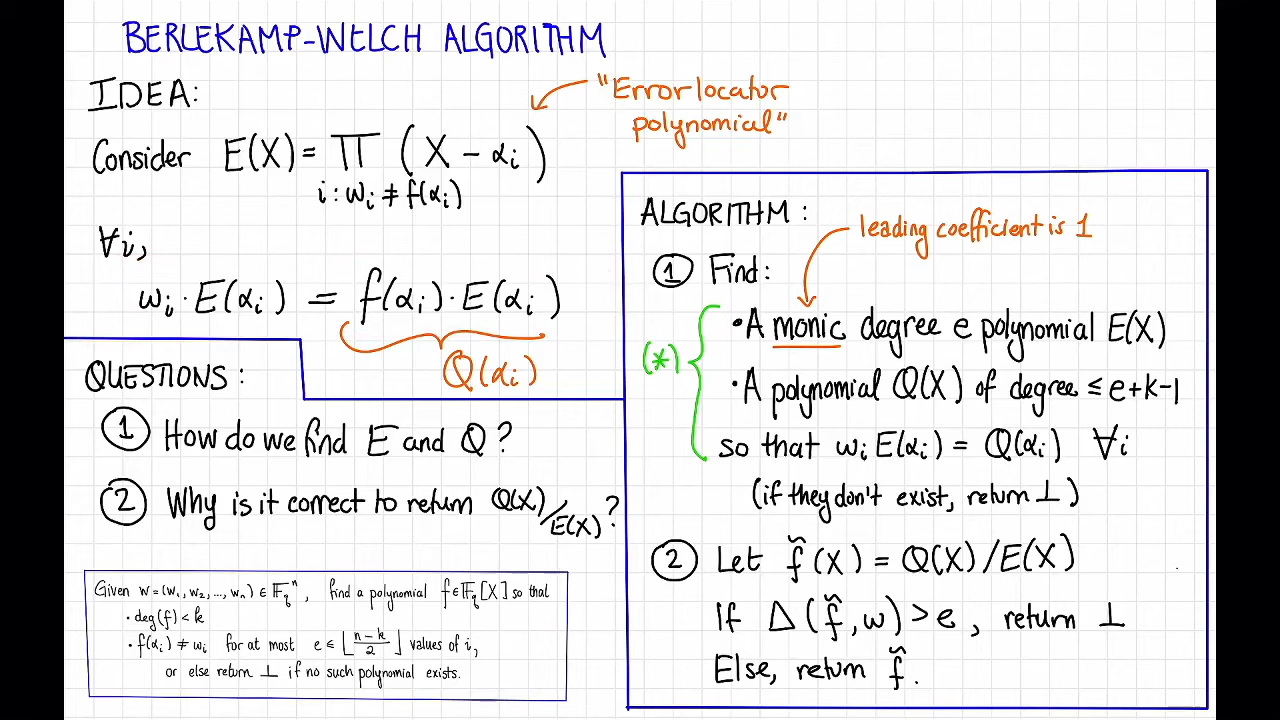 BERLEKAMP-WELCH ALGORITHM
IDEA:
"Error locator
polynomial"
Consider E(X) = ∏ (X - αᵢ)
i : wᵢ ≠ f(αᵢ)
∀i,
wᵢ · E(αᵢ) = f(αᵢ) · E(αᵢ)
Q(αᵢ)
QUESTIONS:
① How do we find E and Q?
② Why is it correct to return Q(X)/E(X)?
Given w=(w₁, w₂, ..., wₙ) ∈ 𝔽_qⁿ, find a polynomial f∈𝔽_q[X] so that
• deg(f) < k
• f(αᵢ) ≠ wᵢ for at most e ≤ ⌊(n-k)/2⌋ values of i,
or else return ⊥ if no such polynomial exists.
ALGORITHM:
leading coefficient is 1
① Find:
(*)
• A monic degree e polynomial E(X)
• A polynomial Q(X) of degree ≤ e+k-1
so that wᵢ E(αᵢ) = Q(αᵢ) ∀i
(if they don't exist, return ⊥)
② Let f̃(X) = Q(X)/E(X)
If Δ(f̃, w) > e, return ⊥
Else, return f̃.